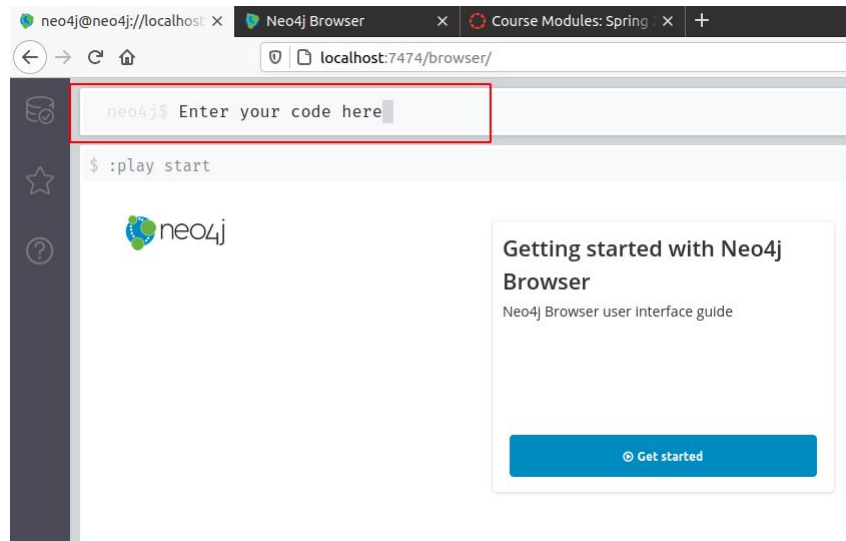 neo4j@neo4j://localhost
Neo4j Browser
Course Modules: Spring 2
localhost:7474/browser/
neo4j$ Enter your code here
$ :play start
neo4j
Getting started with Neo4j
Browser
Neo4j Browser user interface guide
Get started